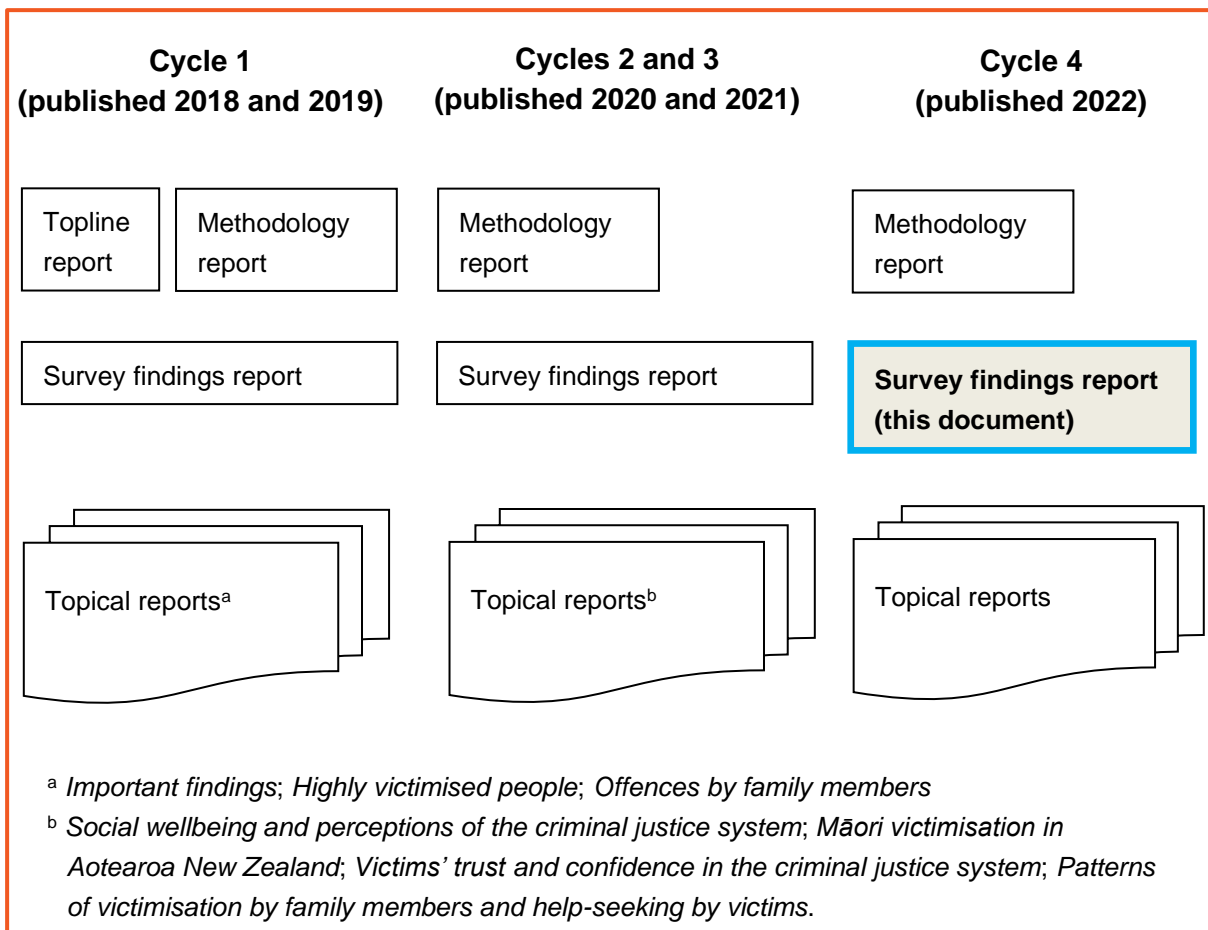 Cycle 1
(published 2018 and 2019)
Cycles 2 and 3
(published 2020 and 2021)
Cycle 4
(published 2022)
Topline
report
Methodology
report
Methodology
report
Methodology
report
Survey findings report
Survey findings report
Survey findings report
(this document)
Topical reportsᵃ
Topical reportsᵇ
Topical reports
ᵃ Important findings; Highly victimised people; Offences by family members
ᵇ Social wellbeing and perceptions of the criminal justice system; Māori victimisation in
Aotearoa New Zealand; Victims’ trust and confidence in the criminal justice system; Patterns
of victimisation by family members and help-seeking by victims.